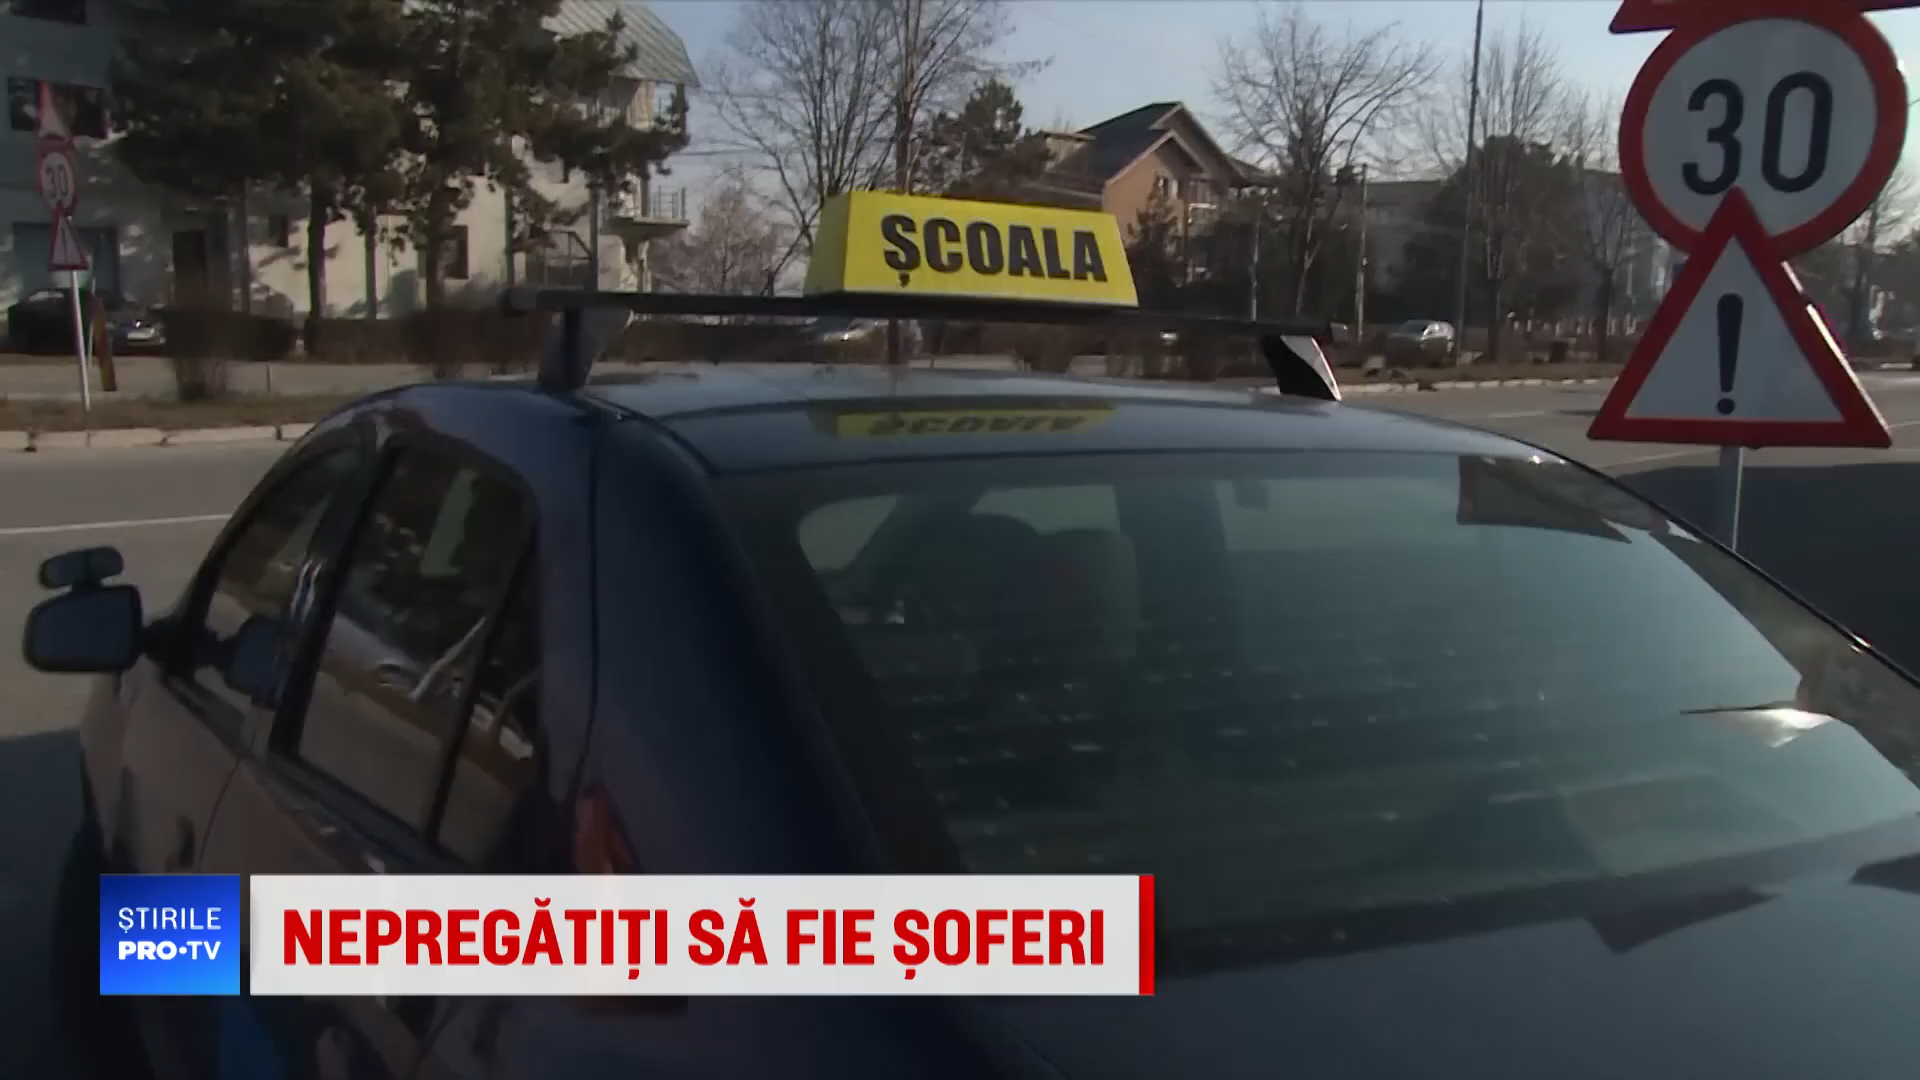 ȘCOALA
30
30
!
ȘTIRILE
PRO•TV
NEPREGĂTIȚI SĂ FIE ȘOFERI